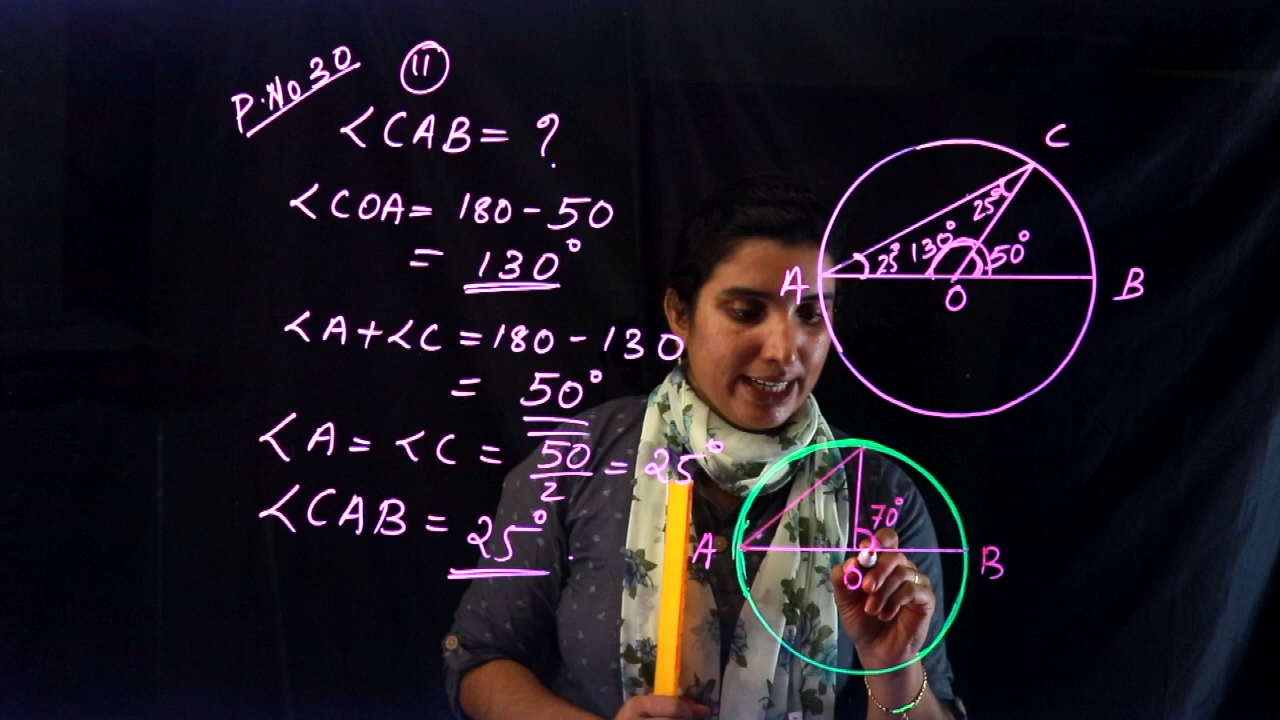 P.No 30
11
∠CAB = ?
∠COA = 180 - 50
= 130°
∠A + ∠C = 180 - 130
= 50°
∠A = ∠C = 50/2 = 25°
∠CAB = 25°.
C
25°
25° 130° 50°
A O B
70°
A O B